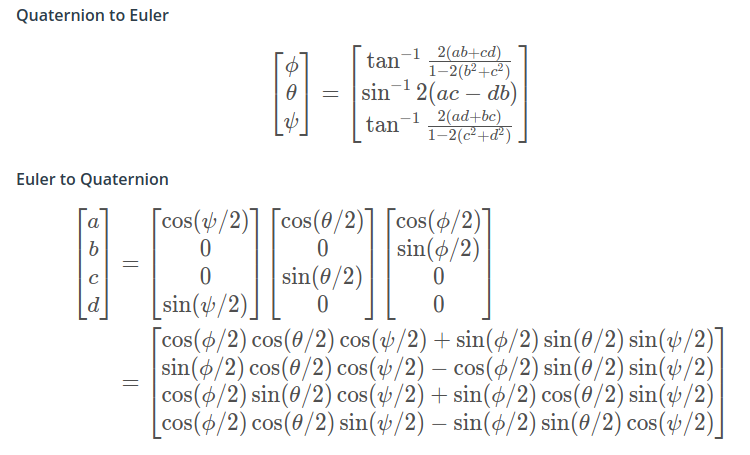 Quaternion to Euler
[ϕ θ ψ] = [tan⁻¹ 2(ab+cd)/1−2(b²+c²)
sin⁻¹ 2(ac − db)
tan⁻¹ 2(ad+bc)/1−2(c²+d²)]
Euler to Quaternion
[a b c d] = [cos(ψ/2) 0 0 sin(ψ/2)] [cos(θ/2) 0 sin(θ/2) 0] [cos(ϕ/2) sin(ϕ/2) 0 0]
= [cos(ϕ/2) cos(θ/2) cos(ψ/2) + sin(ϕ/2) sin(θ/2) sin(ψ/2)
sin(ϕ/2) cos(θ/2) cos(ψ/2) − cos(ϕ/2) sin(θ/2) sin(ψ/2)
cos(ϕ/2) sin(θ/2) cos(ψ/2) + sin(ϕ/2) cos(θ/2) sin(ψ/2)
cos(ϕ/2) cos(θ/2) sin(ψ/2) − sin(ϕ/2) sin(θ/2) cos(ψ/2)]